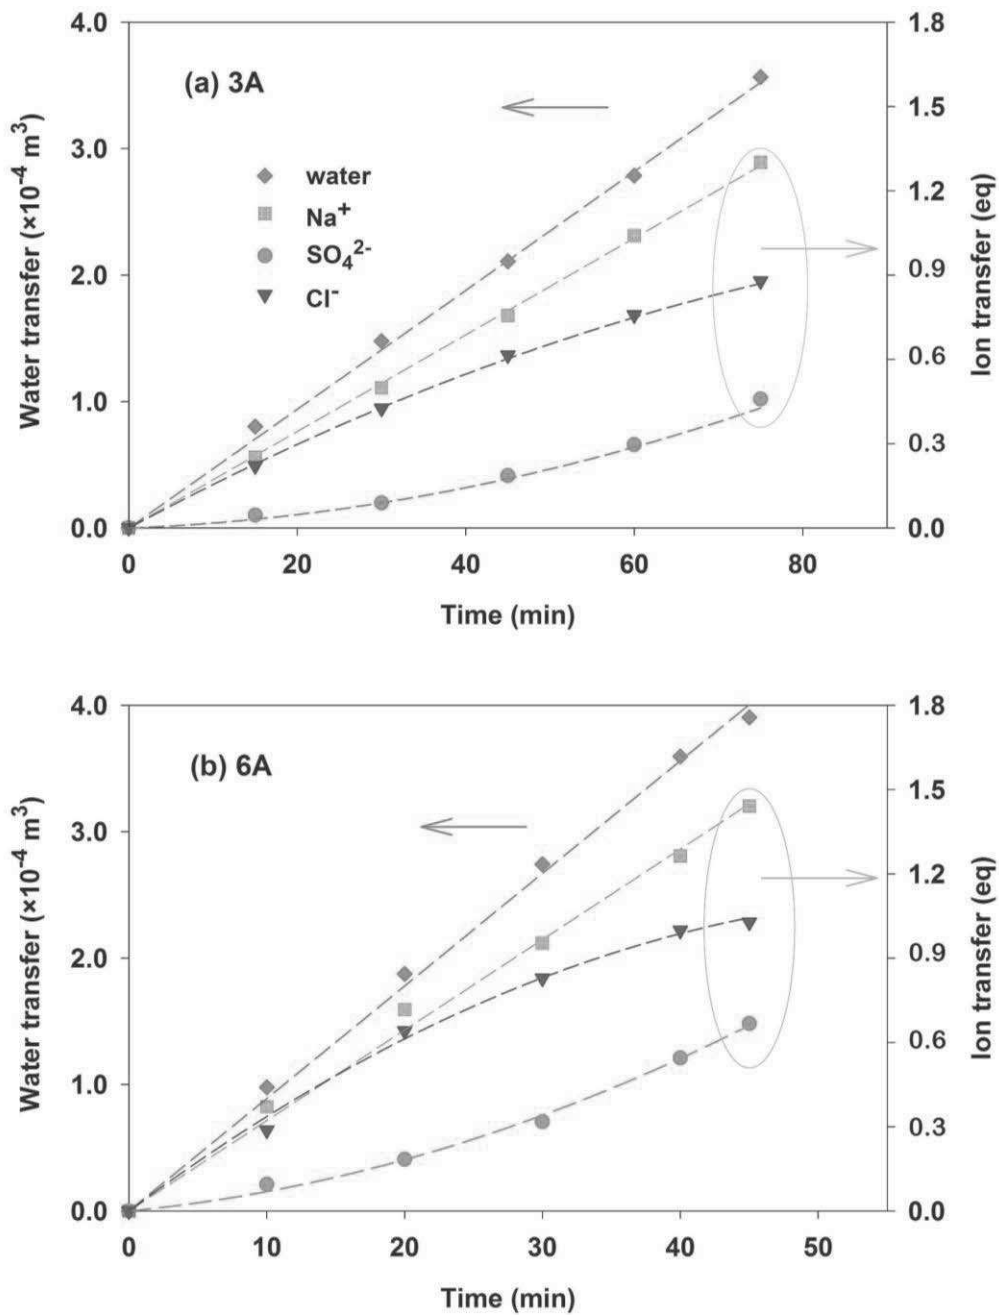 4.0
1.8
(a) 3A
1.5
3.0
water
Na⁺
SO₄²⁻
Cl⁻
1.2
2.0
0.9
0.6
1.0
0.3
0.0
0.0
0
20
40
60
80
Time (min)
Water transfer (×10⁻⁴ m³)
Ion transfer (eq)
4.0
1.8
(b) 6A
1.5
3.0
1.2
2.0
0.9
0.6
1.0
0.3
0.0
0.0
0
10
20
30
40
50
Time (min)
Water transfer (×10⁻⁴ m³)
Ion transfer (eq)